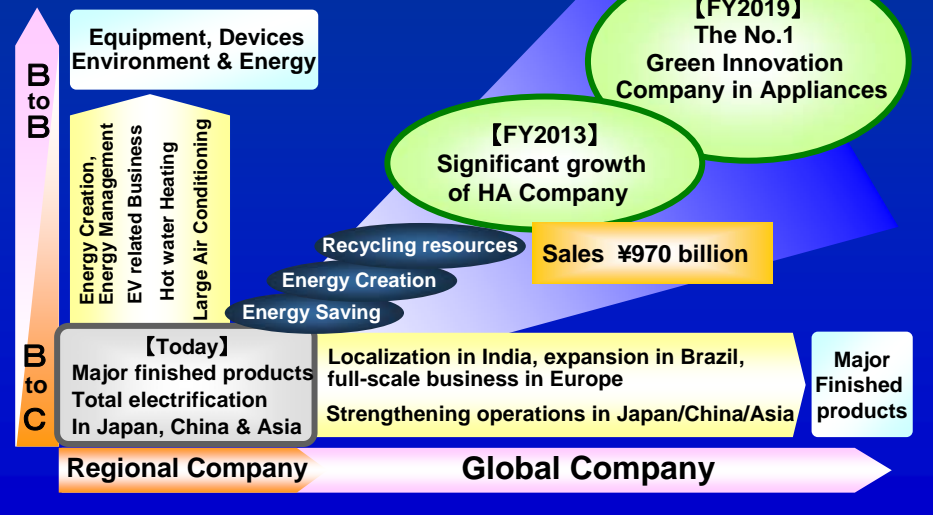 【FY2019】
The No.1
Green Innovation
Company in Appliances
Equipment, Devices
Environment & Energy
B
to
B
【FY2013】
Significant growth
of HA Company
Energy Creation,
Energy Management
EV related Business
Hot water Heating
Large Air Conditioning
Recycling resources
Energy Creation
Energy Saving
Sales ¥970 billion
B
to
C
【Today】
Major finished products
Total electrification
In Japan, China & Asia
Localization in India, expansion in Brazil,
full-scale business in Europe
Strengthening operations in Japan/China/Asia
Major
Finished
products
Regional Company
Global Company